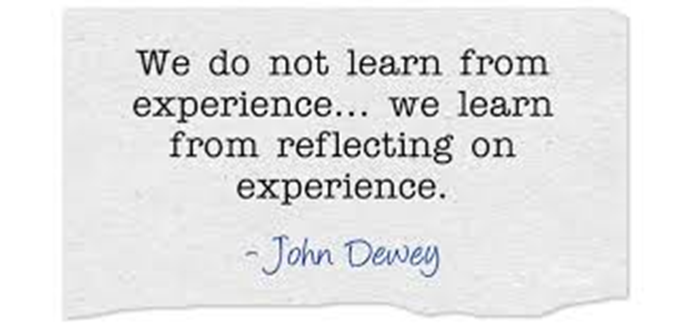 We do not learn from
experience... we learn
from reflecting on
experience.
- John Dewey